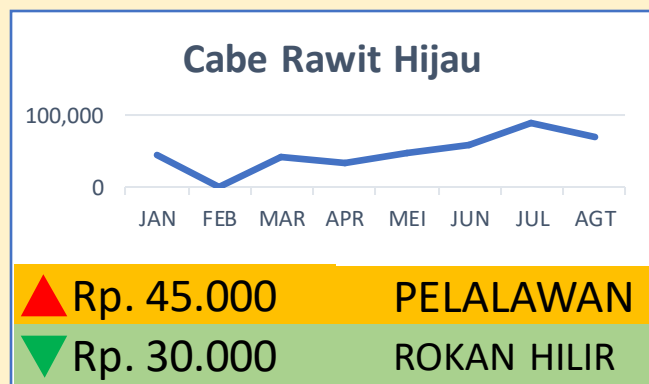 Cabe Rawit Hijau
100,000
0
JAN FEB MAR APR MEI JUN JUL AGT
Rp. 45.000 PELALAWAN
Rp. 30.000 ROKAN HILIR